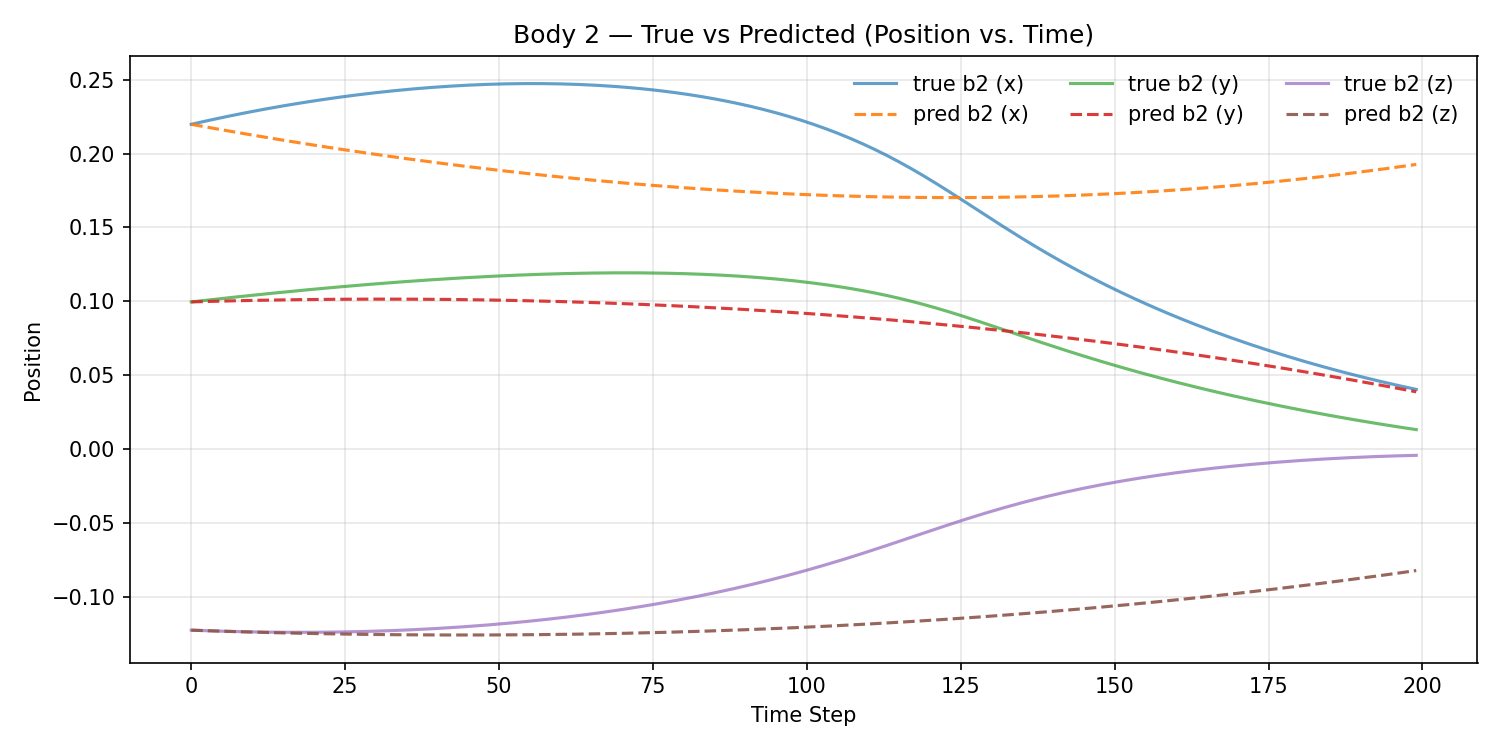 Body 2 — True vs Predicted (Position vs. Time)
true b2 (x) true b2 (y) true b2 (z)
pred b2 (x) pred b2 (y) pred b2 (z)
0.25
0.20
0.15
0.10
0.05
0.00
−0.05
−0.10
Position
0 25 50 75 100 125 150 175 200
Time Step